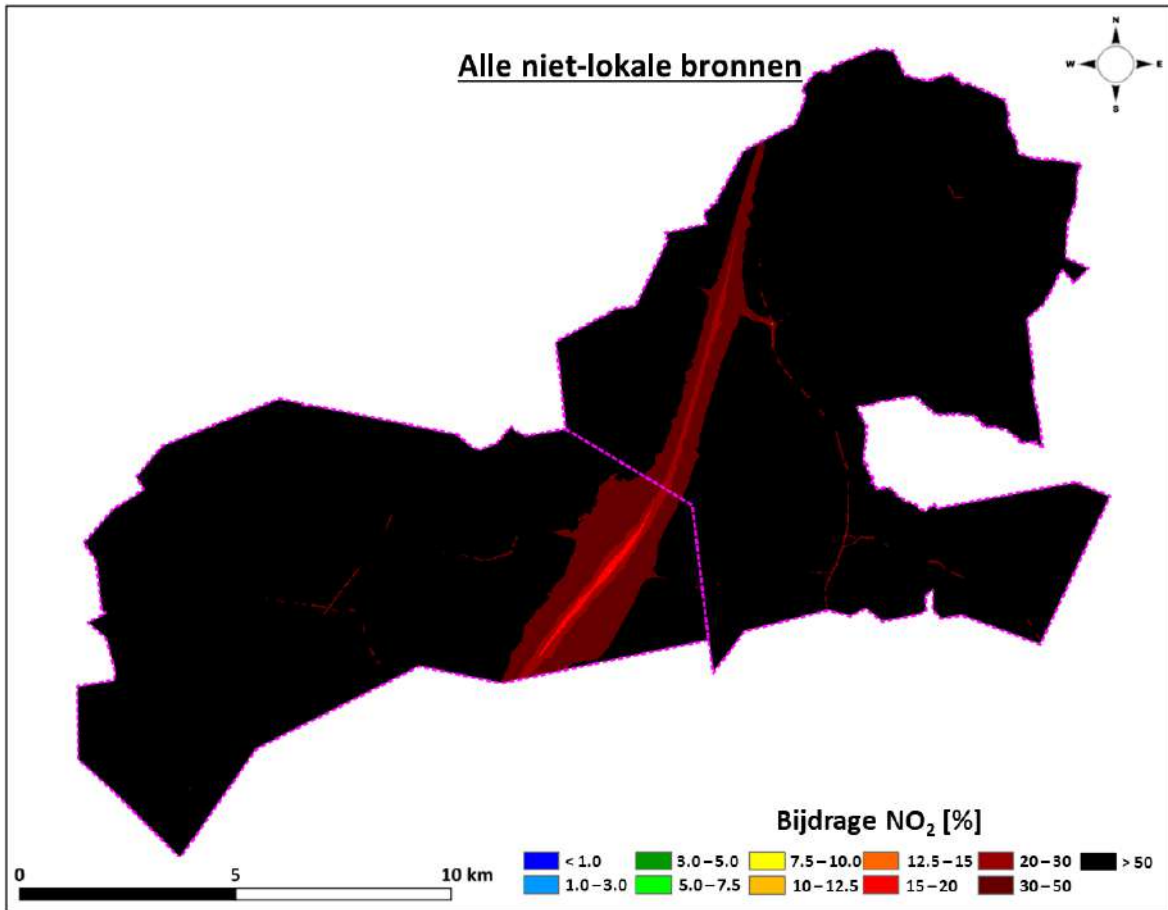 Alle niet-lokale bronnen
N
W E
S
Bijdrage NO₂ [%]
0 5 10 km
< 1.0 3.0 – 5.0 7.5 – 10.0 12.5 – 15 20 – 30 > 50
1.0 – 3.0 5.0 – 7.5 10 – 12.5 15 – 20 30 – 50